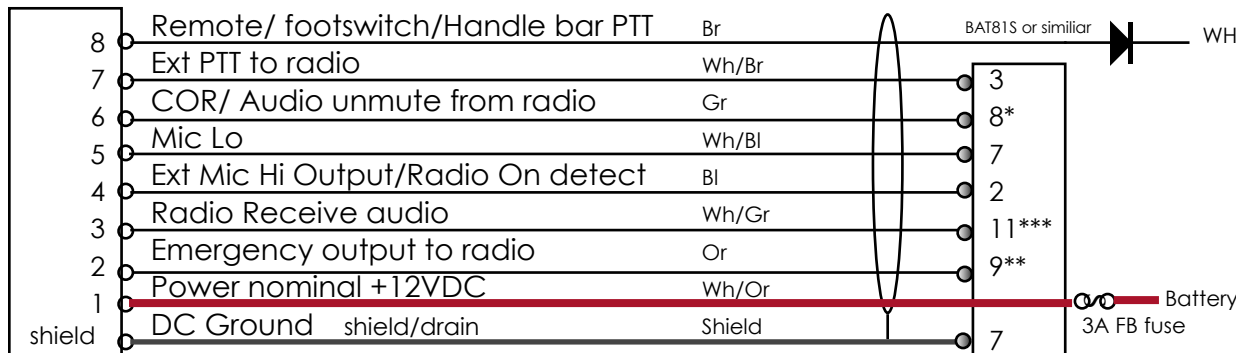 8 Remote/ footswitch/Handle bar PTT Br BAT81S or similiar WH
7 Ext PTT to radio Wh/Br 3
6 COR/ Audio unmute from radio Gr 8*
5 Mic Lo Wh/Bl 7
4 Ext Mic Hi Output/Radio On detect Bl 2
3 Radio Receive audio Wh/Gr 11***
2 Emergency output to radio Or 9**
1 Power nominal +12VDC Wh/Or Battery
3A FB fuse
shield DC Ground shield/drain Shield 7